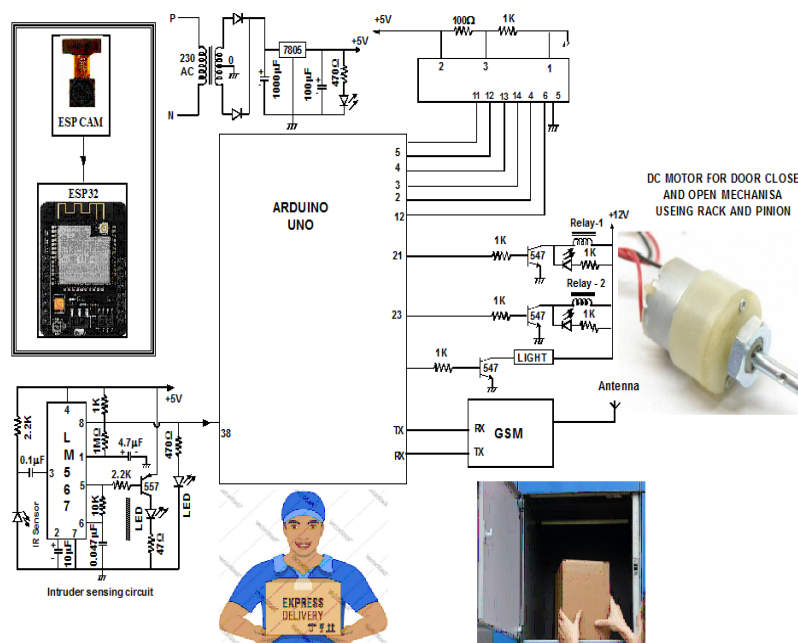 P
230
AC
N
0
1000µF
7805
100µF
+5V
470Ω
+5V
100Ω
1K
2
3
1
11
12
13
14
4
6
5
ESP CAM
ESP32
ARDUINO
UNO
5
4
3
2
12
21
23
38
TX
RX
DC MOTOR FOR DOOR CLOSE
AND OPEN MECHANISA
USEING RACK AND PINION
+12V
Relay-1
1K
547
1K
Relay - 2
1K
547
1K
1K
547
LIGHT
Antenna
RX
GSM
TX
+5V
2.2K
4
8
1K
LM567
1MΩ
4.7µF
1
0.1µF
3
5
2.2K
557
470Ω
LED
10K
LED
IR Sensor
6
2
7
10µF
0.047µF
47Ω
Intruder sensing circuit
EXPRESS
DELIVERY